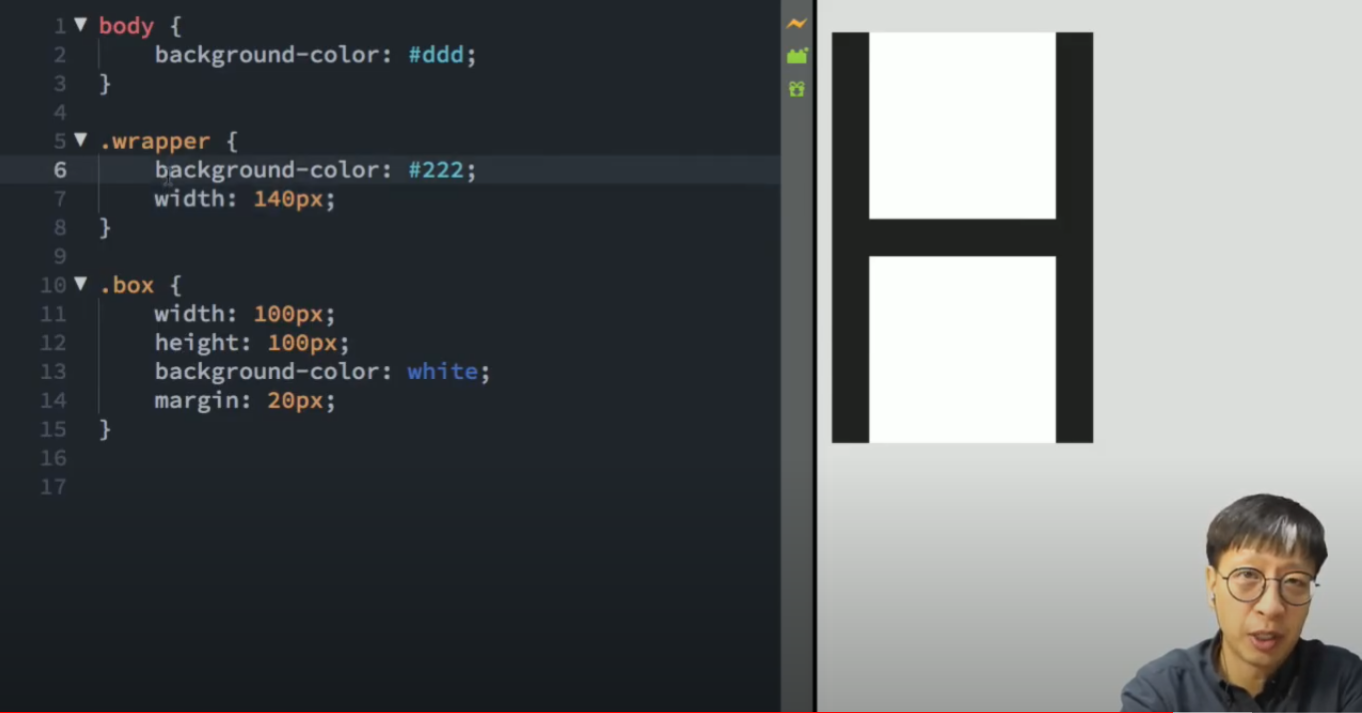 1 body {
2 background-color: #ddd;
3 }
4
5 .wrapper {
6 background-color: #222;
7 width: 140px;
8 }
9
10 .box {
11 width: 100px;
12 height: 100px;
13 background-color: white;
14 margin: 20px;
15 }
16
17